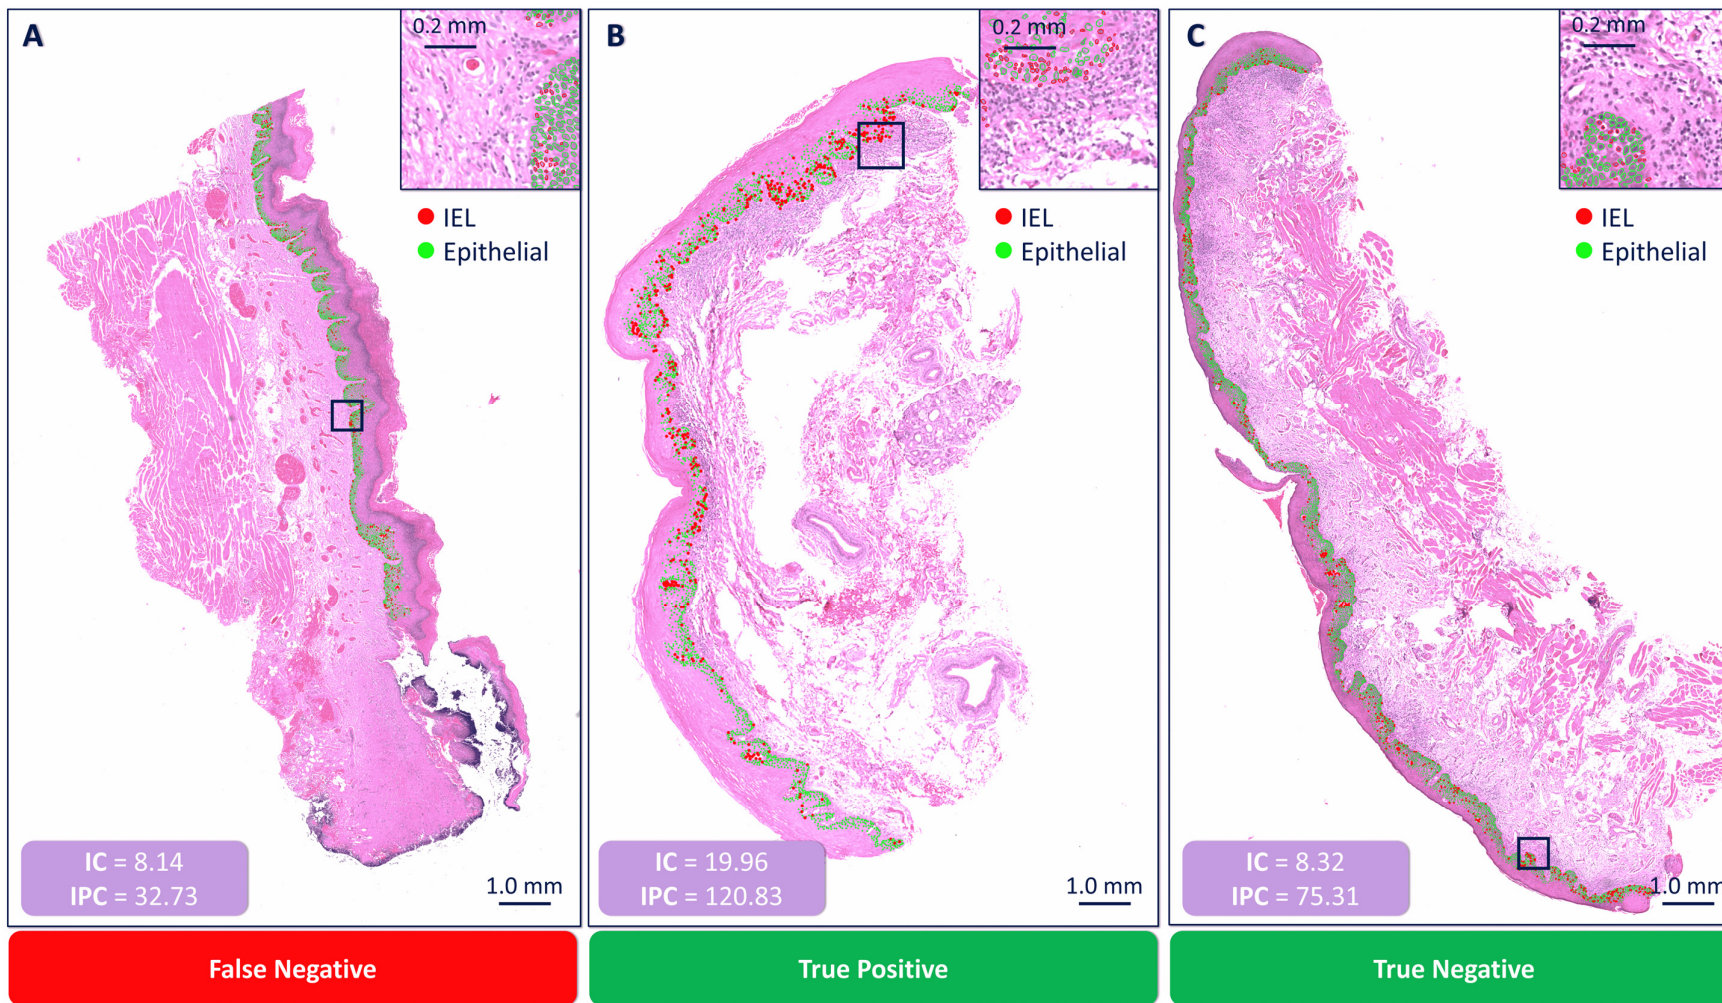 A
0.2 mm
IEL
Epithelial
IC = 8.14
IPC = 32.73
1.0 mm
False Negative
B
0.2 mm
IEL
Epithelial
IC = 19.96
IPC = 120.83
1.0 mm
True Positive
C
0.2 mm
IEL
Epithelial
IC = 8.32
IPC = 75.31
1.0 mm
True Negative